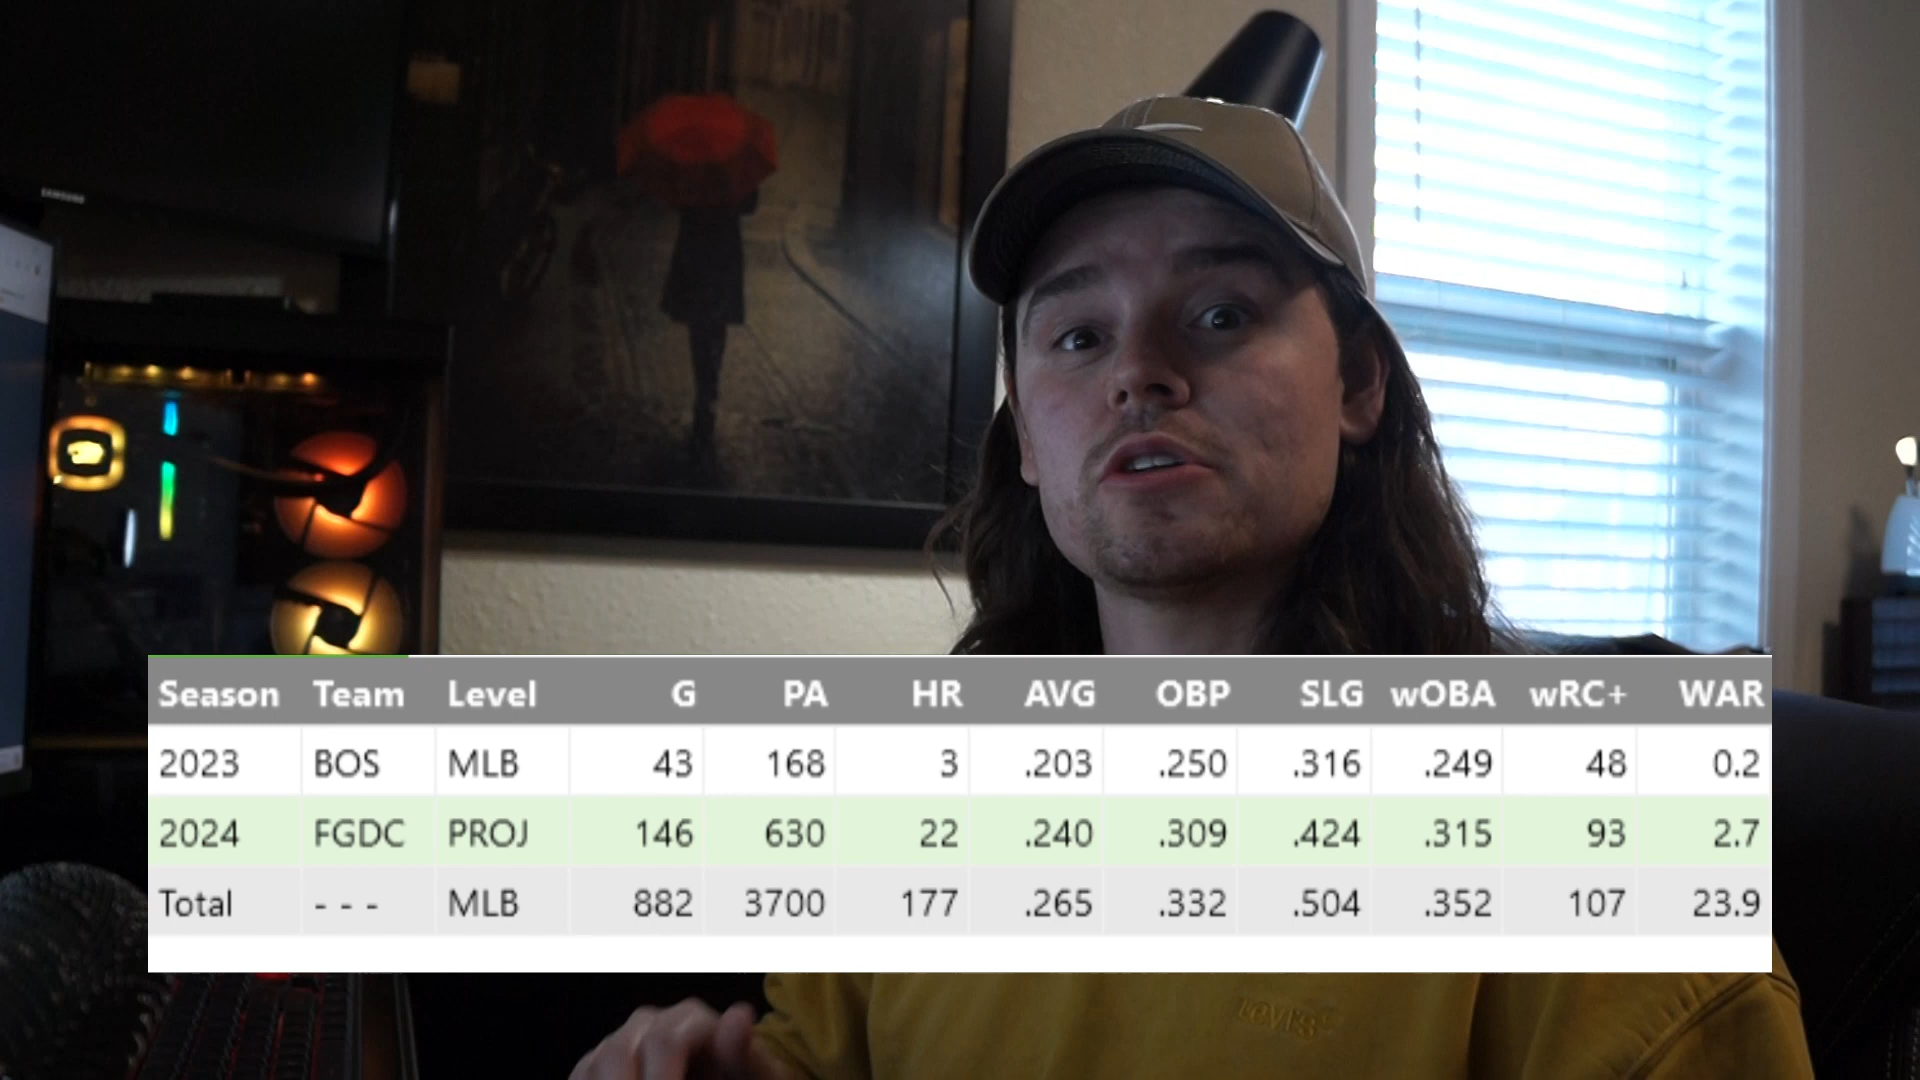 SAMSUNG
Season Team Level G PA HR AVG OBP SLG wOBA wRC+ WAR
2023 BOS MLB 43 168 3 .203 .250 .316 .249 48 0.2
2024 FGDC PROJ 146 630 22 .240 .309 .424 .315 93 2.7
Total - - - MLB 882 3700 177 .265 .332 .504 .352 107 23.9
Levi's